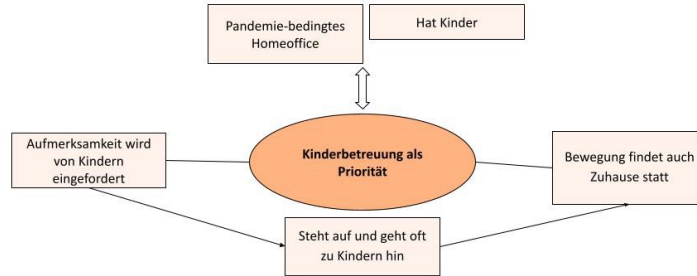 Pandemie-bedingtes
Homeoffice
Hat Kinder
Aufmerksamkeit wird
von Kindern
eingefordert
Kinderbetreuung als
Priorität
Bewegung findet auch
Zuhause statt
Steht auf und geht oft
zu Kindern hin